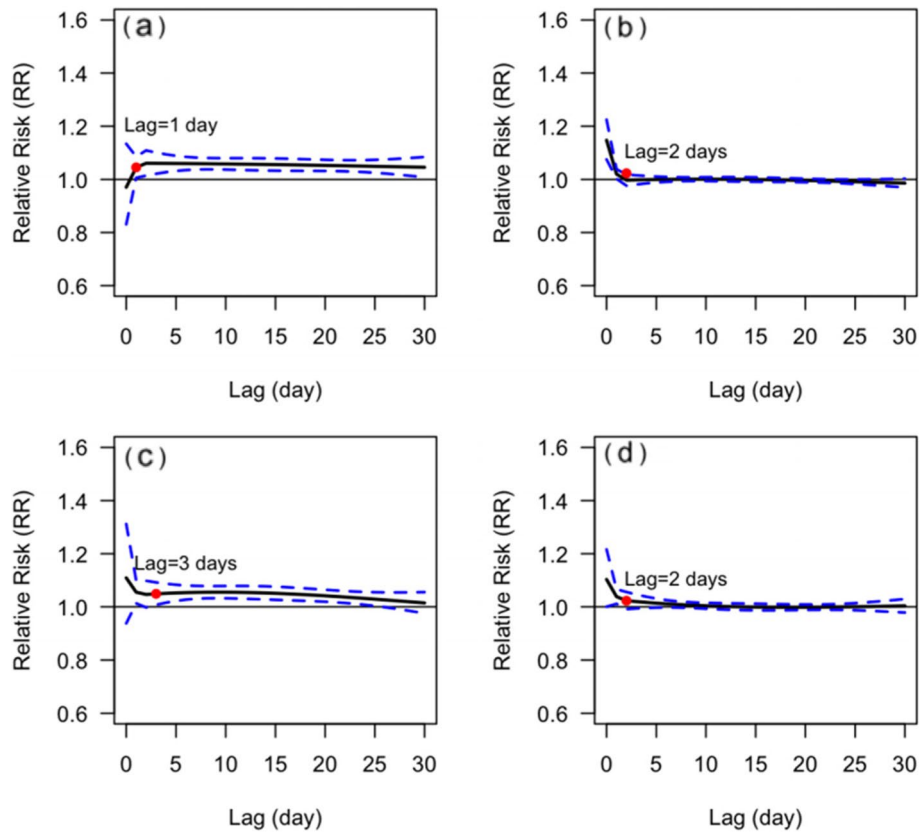 (a)
1.6
1.4
1.2
1.0
0.8
0.6
Relative Risk (RR)
Lag=1 day
0 5 10 15 20 25 30
Lag (day)
(b)
1.6
1.4
1.2
1.0
0.8
0.6
Relative Risk (RR)
Lag=2 days
0 5 10 15 20 25 30
Lag (day)
(c)
1.6
1.4
1.2
1.0
0.8
0.6
Relative Risk (RR)
Lag=3 days
0 5 10 15 20 25 30
Lag (day)
(d)
1.6
1.4
1.2
1.0
0.8
0.6
Relative Risk (RR)
Lag=2 days
0 5 10 15 20 25 30
Lag (day)